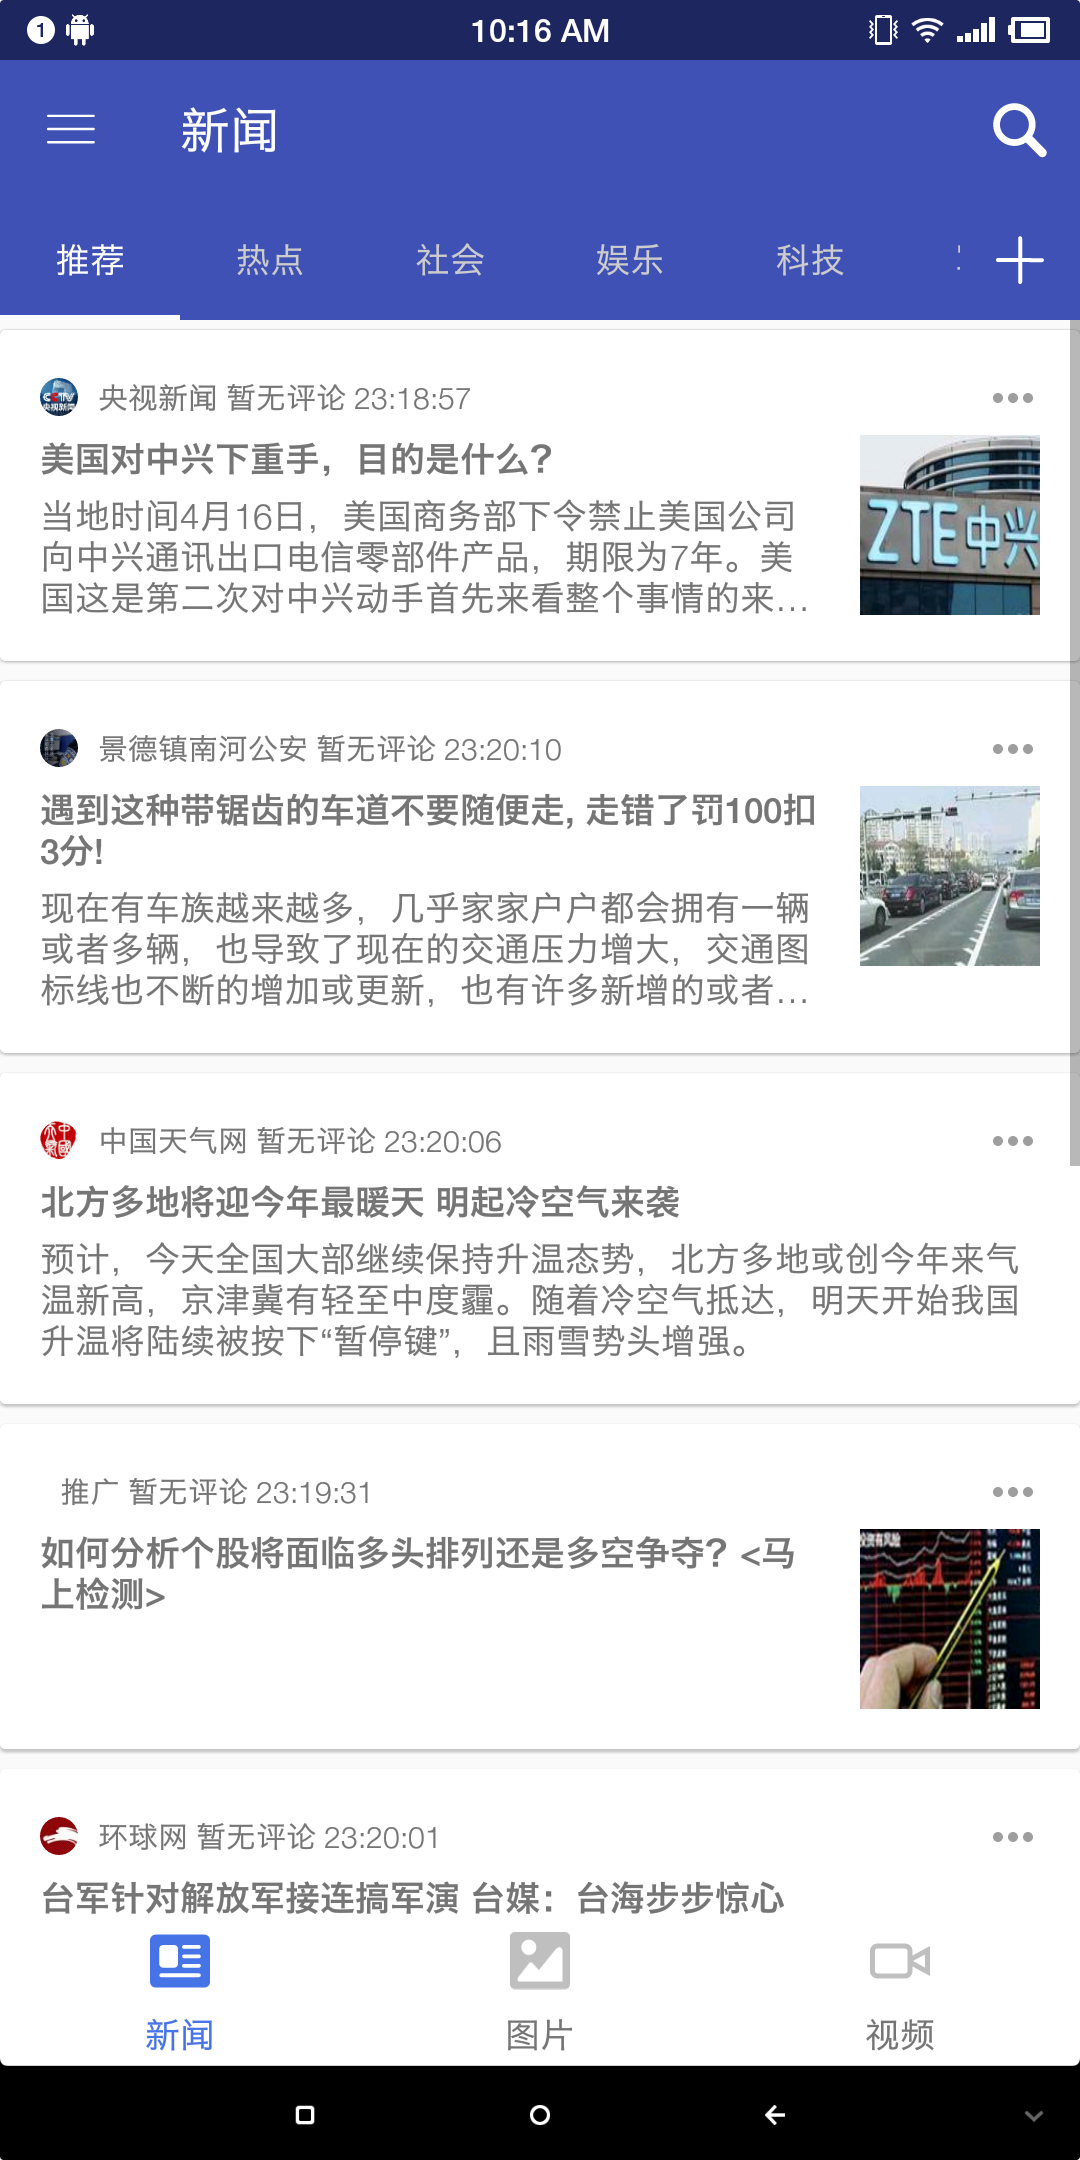 1
10:16 AM
新闻
推荐 热点 社会 娱乐 科技
央视新闻 暂无评论 23:18:57
美国对中兴下重手，目的是什么？
当地时间4月16日，美国商务部下令禁止美国公司
向中兴通讯出口电信零部件产品，期限为7年。美
国这是第二次对中兴动手首先来看整个事情的来...
ZTE中兴
景德镇南河公安 暂无评论 23:20:10
遇到这种带锯齿的车道不要随便走, 走错了罚100扣
3分!
现在有车族越来越多，几乎家家户户都会拥有一辆
或者多辆，也导致了现在的交通压力增大，交通图
标线也不断的增加或更新，也有许多新增的或者...
中国天气网 暂无评论 23:20:06
北方多地将迎今年最暖天 明起冷空气来袭
预计，今天全国大部继续保持升温态势，北方多地或创今年来气
温新高，京津冀有轻至中度霾。随着冷空气抵达，明天开始我国
升温将陆续被按下“暂停键”，且雨雪势头增强。
推广 暂无评论 23:19:31
如何分析个股将面临多头排列还是多空争夺？<马
上检测>
环球网 暂无评论 23:20:01
台军针对解放军接连搞军演 台媒：台海步步惊心
新闻 图片 视频